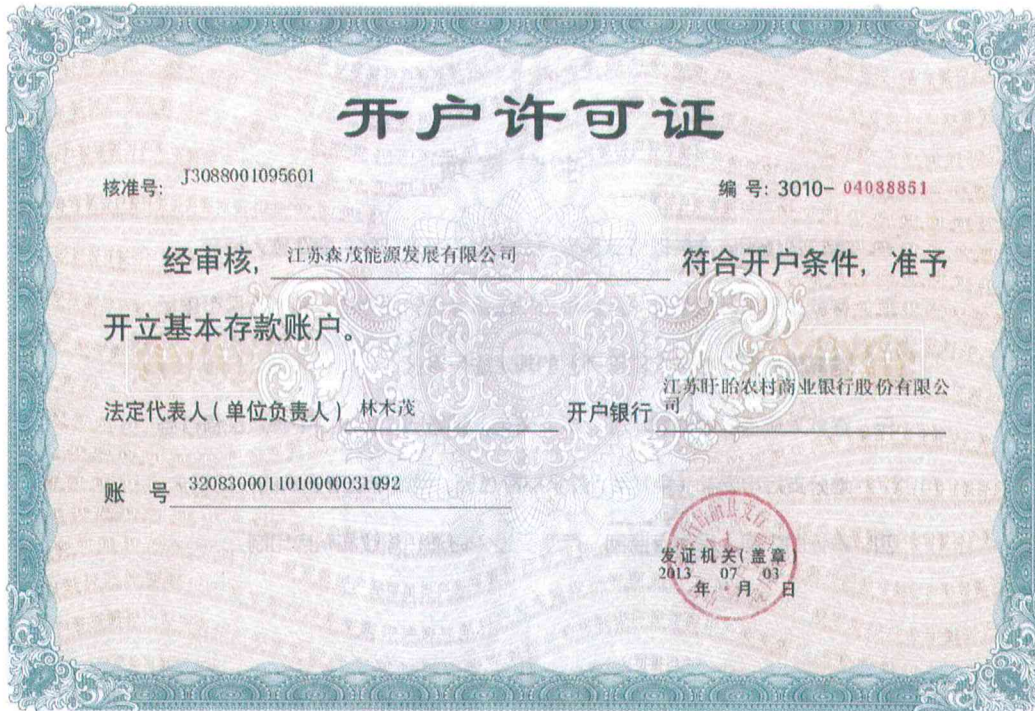 开户许可证
核准号: J3088001095601 编 号: 3010- 04088851
经审核, 江苏森茂能源发展有限公司 符合开户条件, 准予
开立基本存款账户。
法定代表人(单位负责人) 林木茂 开户银行 江苏盱眙农村商业银行股份有限公司
账 号 3208300011010000031092
发证机关(盖章)
2013 年 07 月 03 日